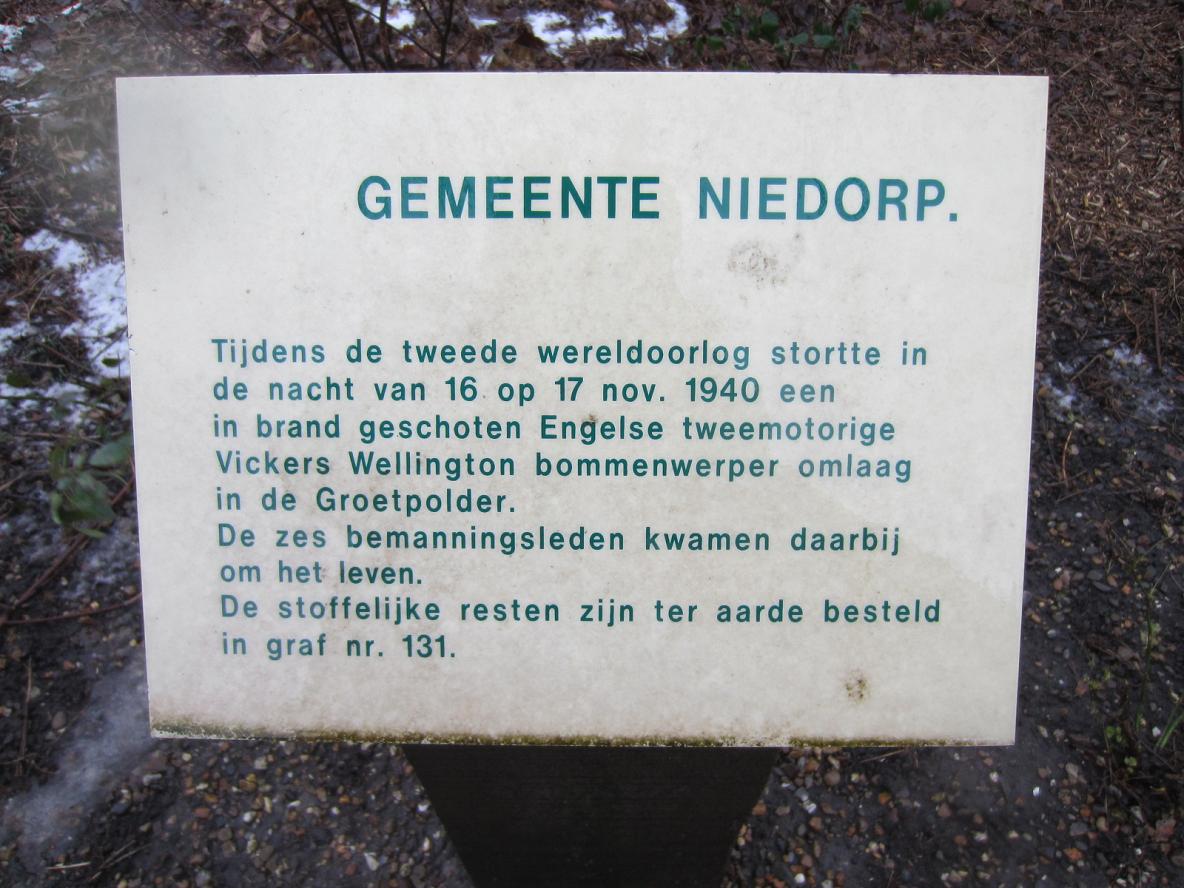 GEMEENTE NIEDORP.
Tijdens de tweede wereldoorlog stortte in
de nacht van 16 op 17 nov. 1940 een
in brand geschoten Engelse tweemotorige
Vickers Wellington bommenwerper omlaag
in de Groetpolder.
De zes bemanningsleden kwamen daarbij
om het leven.
De stoffelijke resten zijn ter aarde besteld
in graf nr. 131.